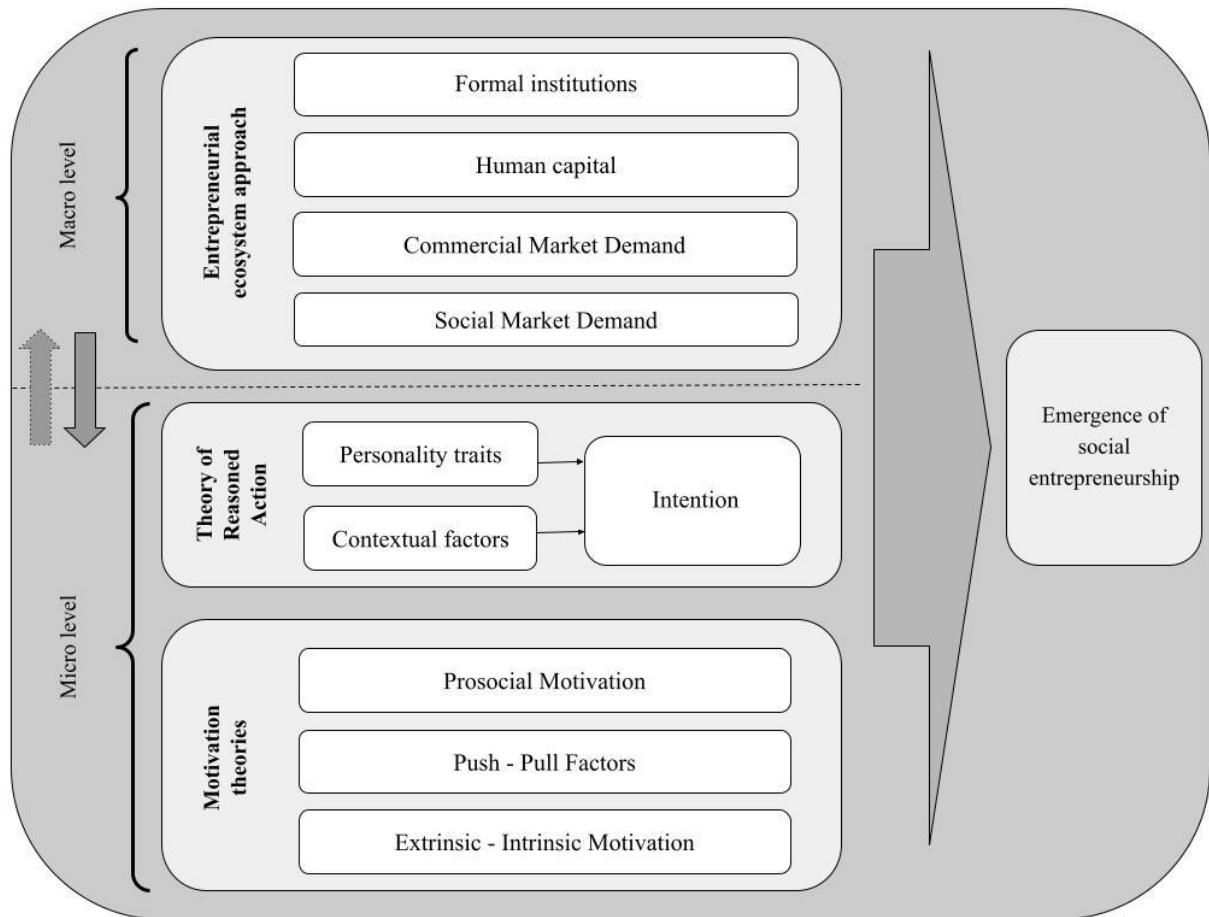 Macro level
Entrepreneurial
ecosystem approach
Formal institutions
Human capital
Commercial Market Demand
Social Market Demand
Micro level
Theory of
Reasoned
Action
Personality traits
Contextual factors
Intention
Motivation
theories
Prosocial Motivation
Push - Pull Factors
Extrinsic - Intrinsic Motivation
Emergence of
social
entrepreneurship